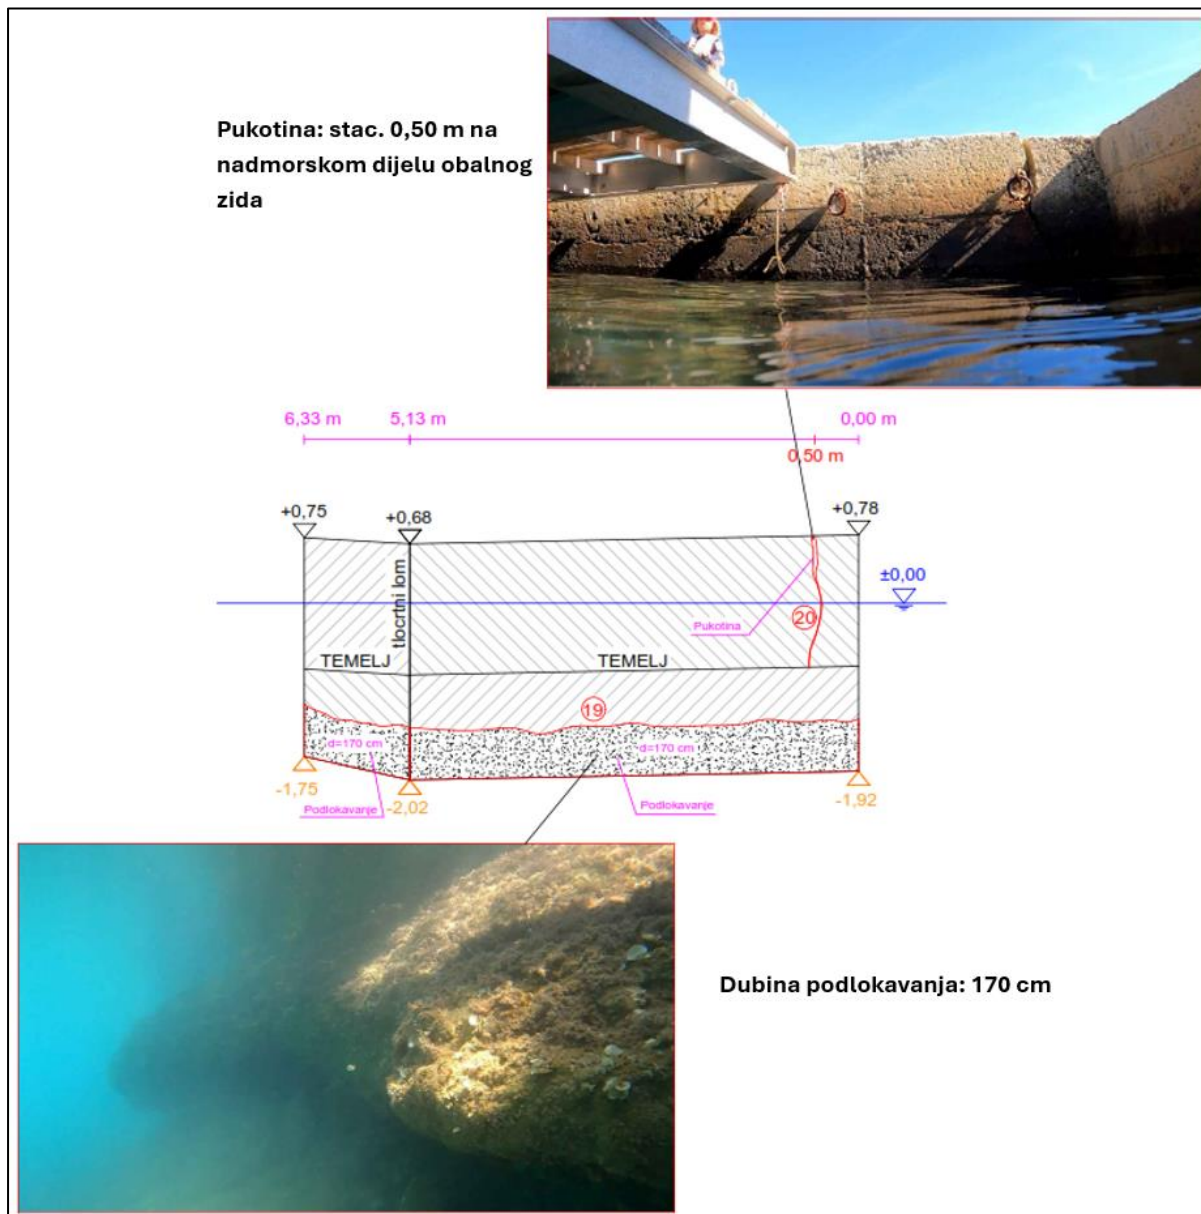 Pukotina: stac. 0,50 m na
nadmorskom dijelu obalnog
zida
6,33 m
5,13 m
0,00 m
0,50 m
+0,75
+0,68
+0,78
tlocrtni lom
±0,00
Pukotina
20
TEMELJ
TEMELJ
19
d=170 cm
d=170 cm
-1,75
Podlokavanje
-2,02
Podlokavanje
-1,92
Dubina podlokavanja: 170 cm